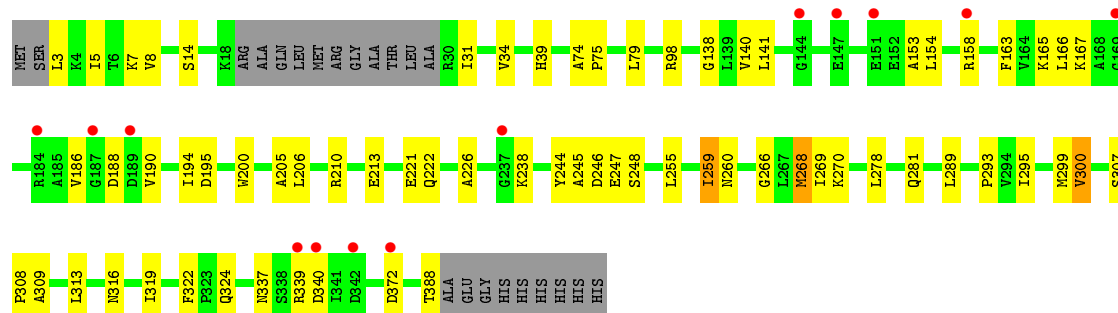 MET SER L3 K4 I5 T6 K7 V8 S14 K18 ARG ALA GLN LEU MET ARG GLY ALA THR LEU ALA R30 I31 V34 H39 A74 P75 L79 R98 G138 L139 V140 L141 G144 E147 E151 E152 A153 L154 R158 F163 V164 K165 L166 K167 A168 G169
R184 A185 V186 G187 D188 D189 V190 I194 D195 W200 A205 L206 R210 E213 E221 Q222 A226 G237 K238 Y244 A245 D246 E247 S248 L255 I259 N260 G266 L267 M268 I269 K270 L278 Q281 L289 P293 V294 I295 M299 V300 S307
P308 A309 L313 N316 I319 F322 P323 Q324 N337 S338 R339 D340 I341 D342 D372 T388 ALA GLU GLY HIS HIS HIS HIS HIS HIS